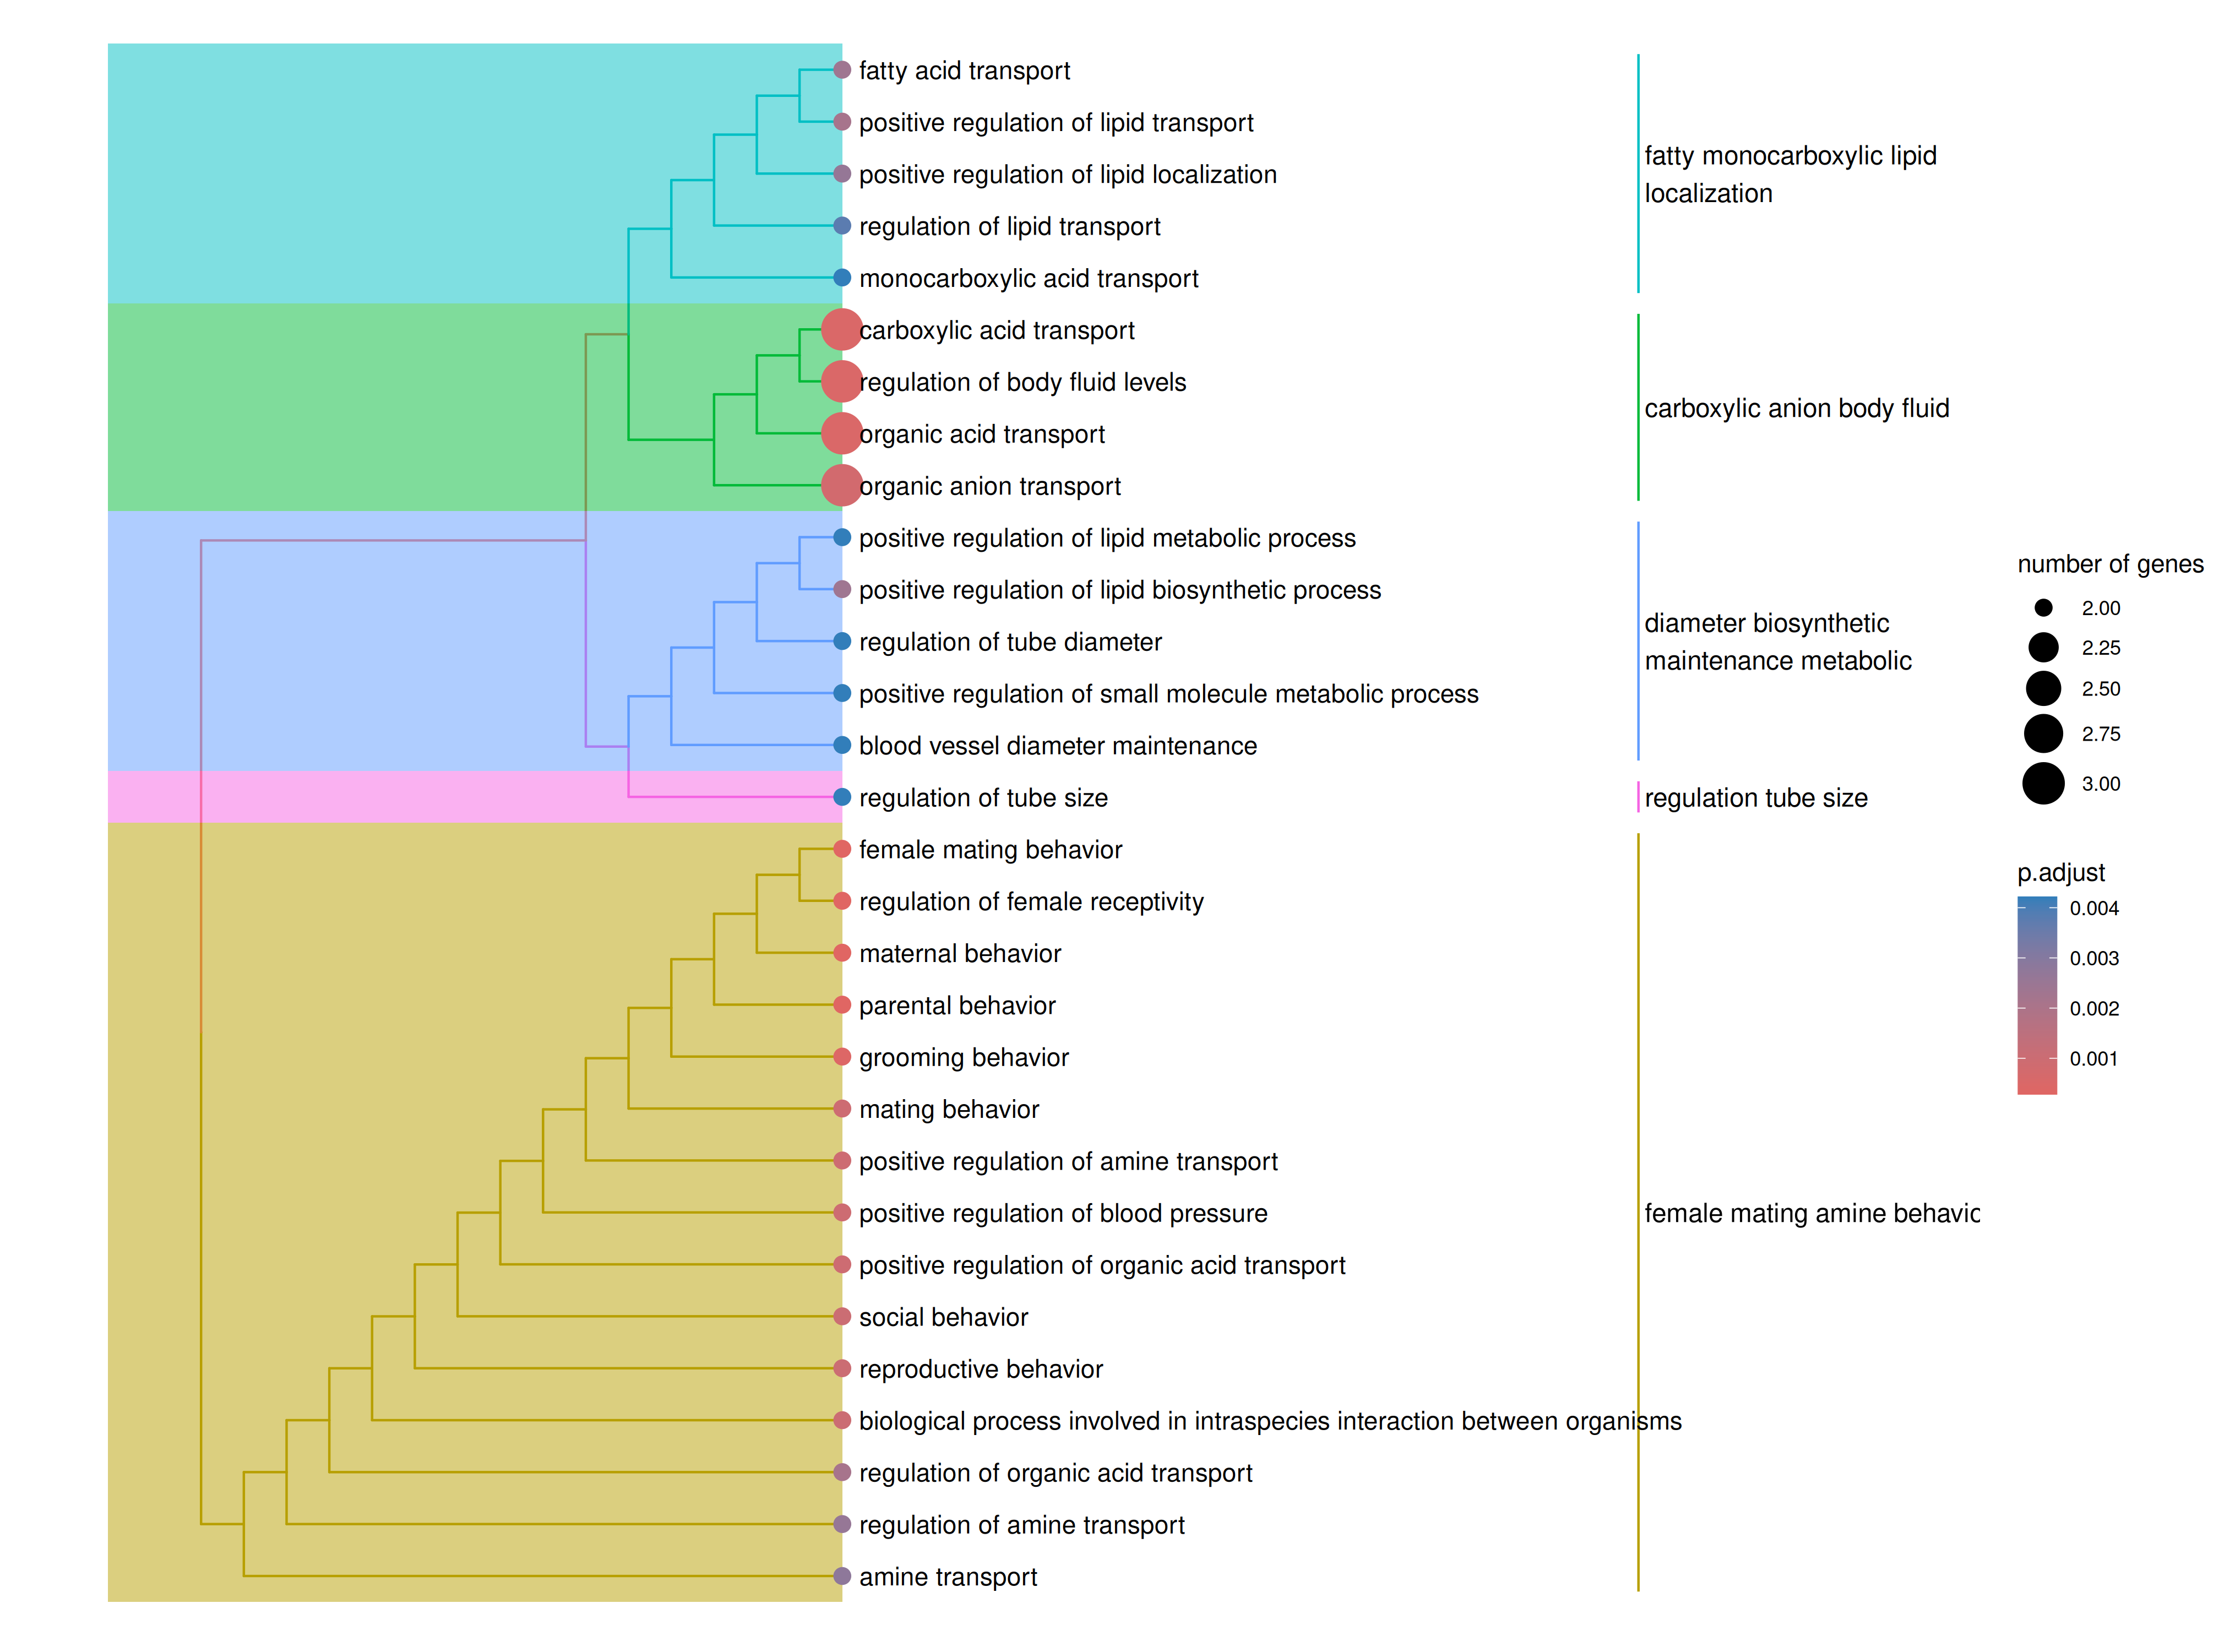 fatty acid transport
positive regulation of lipid transport
positive regulation of lipid localization
regulation of lipid transport
monocarboxylic acid transport
carboxylic acid transport
regulation of body fluid levels
organic acid transport
organic anion transport
positive regulation of lipid metabolic process
positive regulation of lipid biosynthetic process
regulation of tube diameter
positive regulation of small molecule metabolic process
blood vessel diameter maintenance
regulation of tube size
female mating behavior
regulation of female receptivity
maternal behavior
parental behavior
grooming behavior
mating behavior
positive regulation of amine transport
positive regulation of blood pressure
positive regulation of organic acid transport
social behavior
reproductive behavior
biological process involved in intraspecies interaction between organisms
regulation of organic acid transport
regulation of amine transport
amine transport
fatty monocarboxylic lipid
localization
carboxylic anion body fluid
diameter biosynthetic
maintenance metabolic
regulation tube size
female mating amine behavic
number of genes
2.00
2.25
2.50
2.75
3.00
p.adjust
0.004
0.003
0.002
0.001